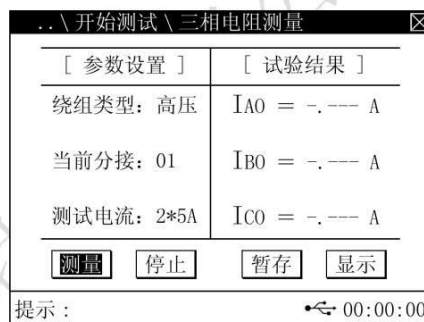 ..\开始测试\三相电阻测量
[ 参数设置 ]
绕组类型：高压
当前分接：01
测试电流：2*5A
[ 试验结果 ]
IAO = -.--- A
IBO = -.--- A
ICO = -.--- A
测量 停止 暂存 显示
提示： 00:00:00